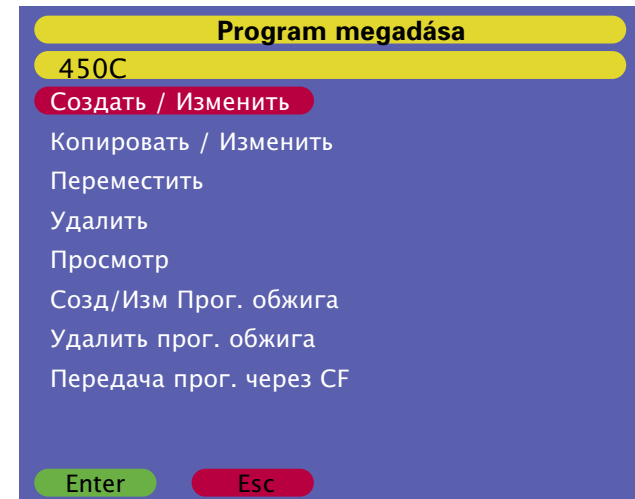 Program megadása
450C
Создать / Изменить
Копировать / Изменить
Переместить
Удалить
Просмотр
Созд/Изм Прог. обжига
Удалить прог. обжига
Передача прог. через CF
Enter Esc